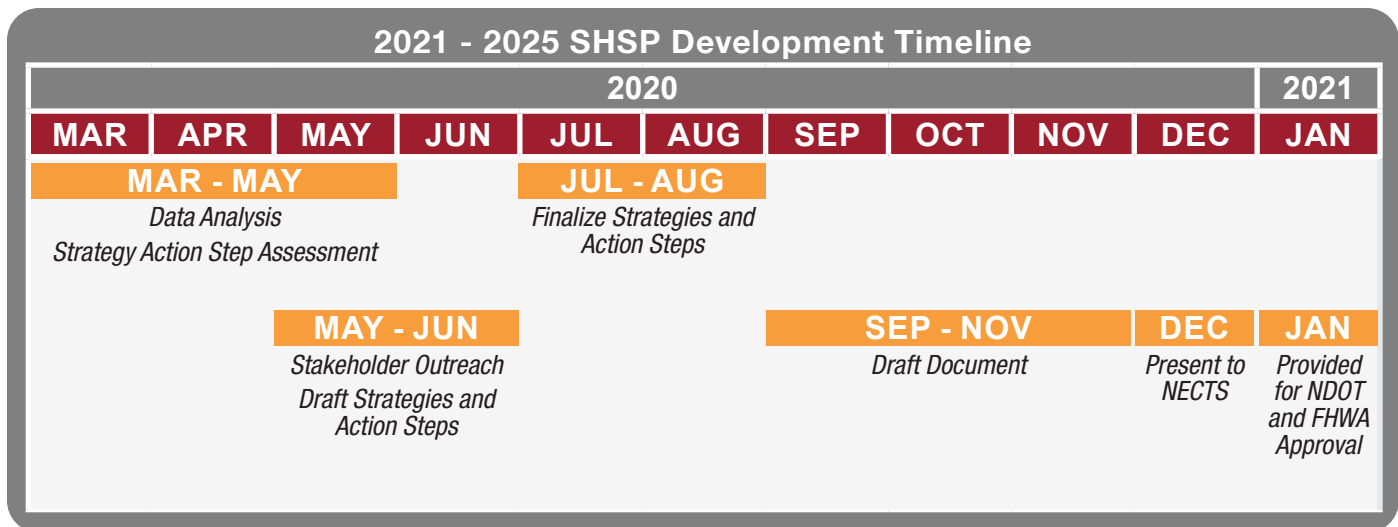 2021 - 2025 SHSP Development Timeline
2020 2021
MAR APR MAY JUN JUL AUG SEP OCT NOV DEC JAN
MAR - MAY
Data Analysis
Strategy Action Step Assessment
JUL - AUG
Finalize Strategies and
Action Steps
MAY - JUN
Stakeholder Outreach
Draft Strategies and
Action Steps
SEP - NOV
Draft Document
DEC
Present to
NECTS
JAN
Provided
for NDOT
and FHWA
Approval